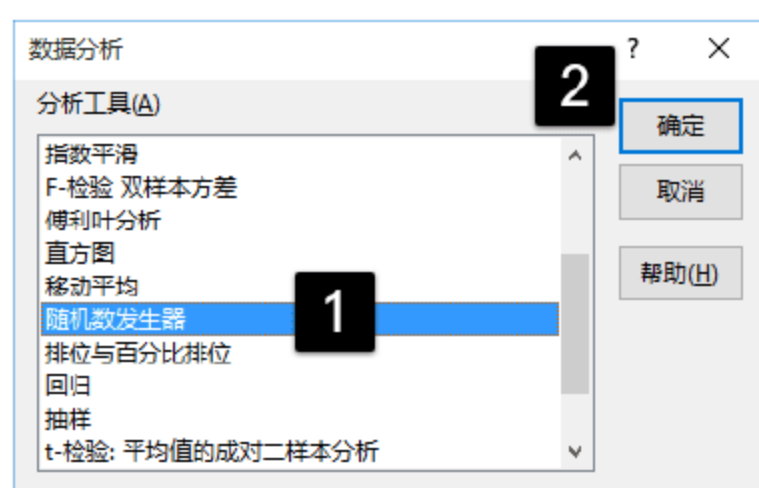 数据分析
?
×
分析工具(A)
2
确定
指数平滑
F-检验 双样本方差
取消
傅利叶分析
直方图
帮助(H)
移动平均
随机数发生器
1
排位与百分比排位
回归
抽样
t-检验: 平均值的成对二样本分析